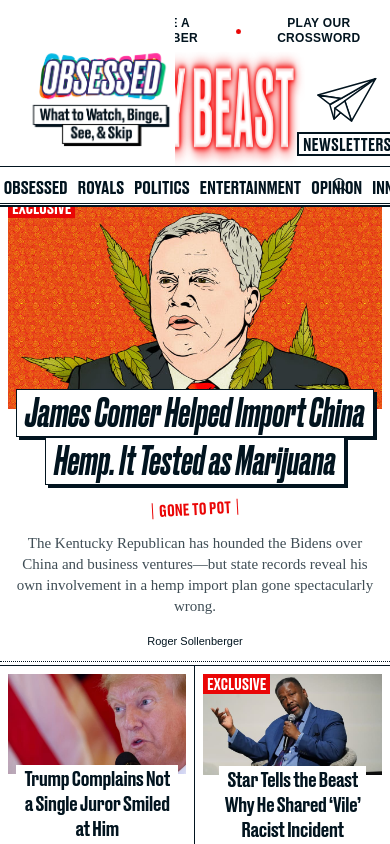 E A
BER
PLAY OUR
CROSSWORD
OBSESSED
What to Watch, Binge,
See, & Skip
Y BEAST
NEWSLETTERS
OBSESSED ROYALS POLITICS ENTERTAINMENT OPINION INN
EXCLUSIVE
James Comer Helped Import China
Hemp. It Tested as Marijuana
GONE TO POT
The Kentucky Republican has hounded the Bidens over
China and business ventures—but state records reveal his
own involvement in a hemp import plan gone spectacularly
wrong.
Roger Sollenberger
Trump Complains Not
a Single Juror Smiled
at Him
EXCLUSIVE
Star Tells the Beast
Why He Shared ‘Vile’
Racist Incident